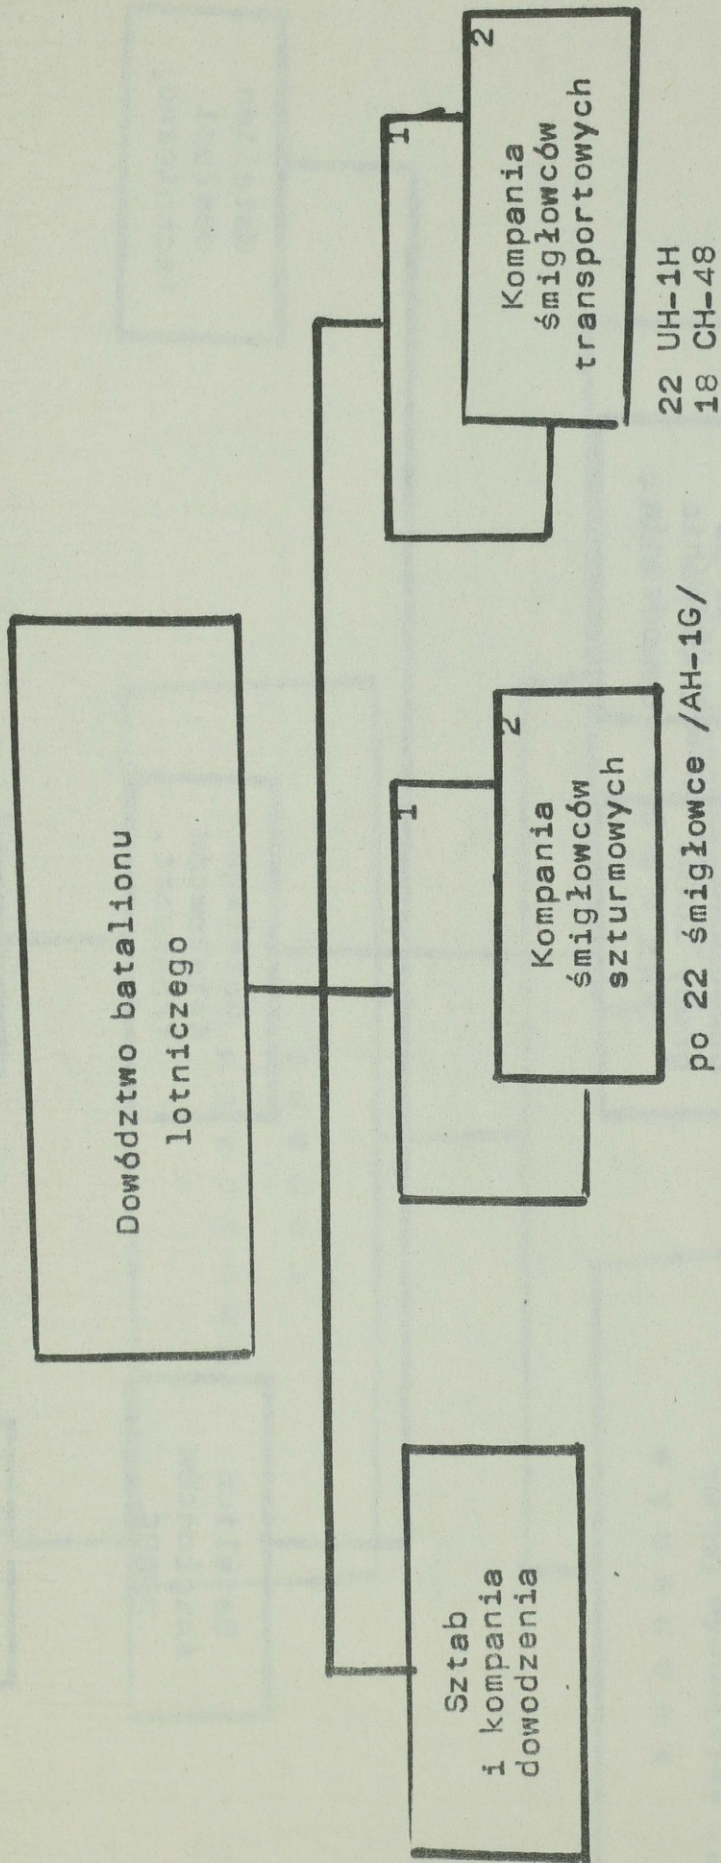 Dowództwo batalionu
lotniczego
Sztab
i kompania
dowodzenia
1
2
Kompania
śmigłowców
szturmowych
po 22 śmigłowce /AH-1G/
1
2
Kompania
śmigłowców
transportowych
22 UH-1H
18 CH-48